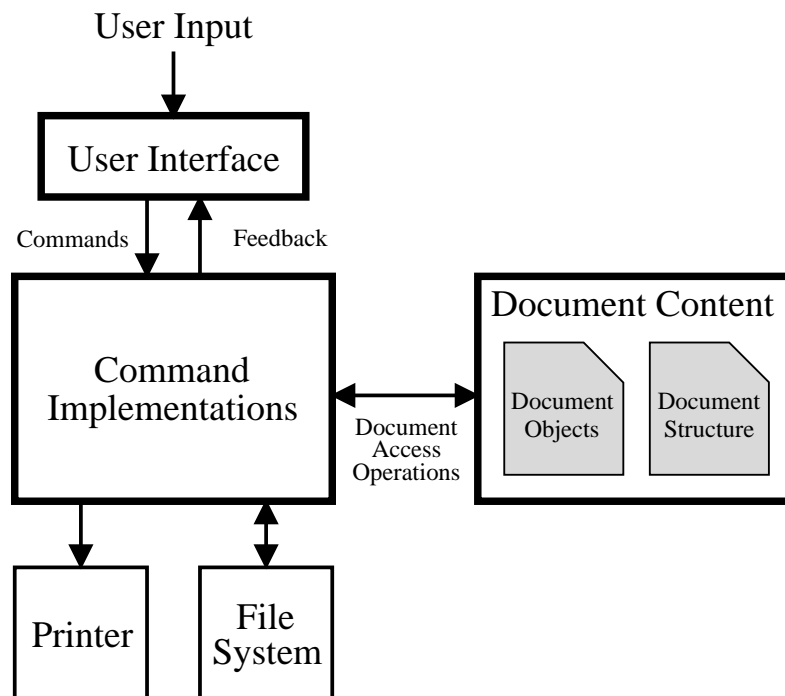 User Input
User Interface
Commands
Feedback
Command
Implementations
Document
Access
Operations
Document Content
Document
Objects
Document
Structure
Printer
File
System